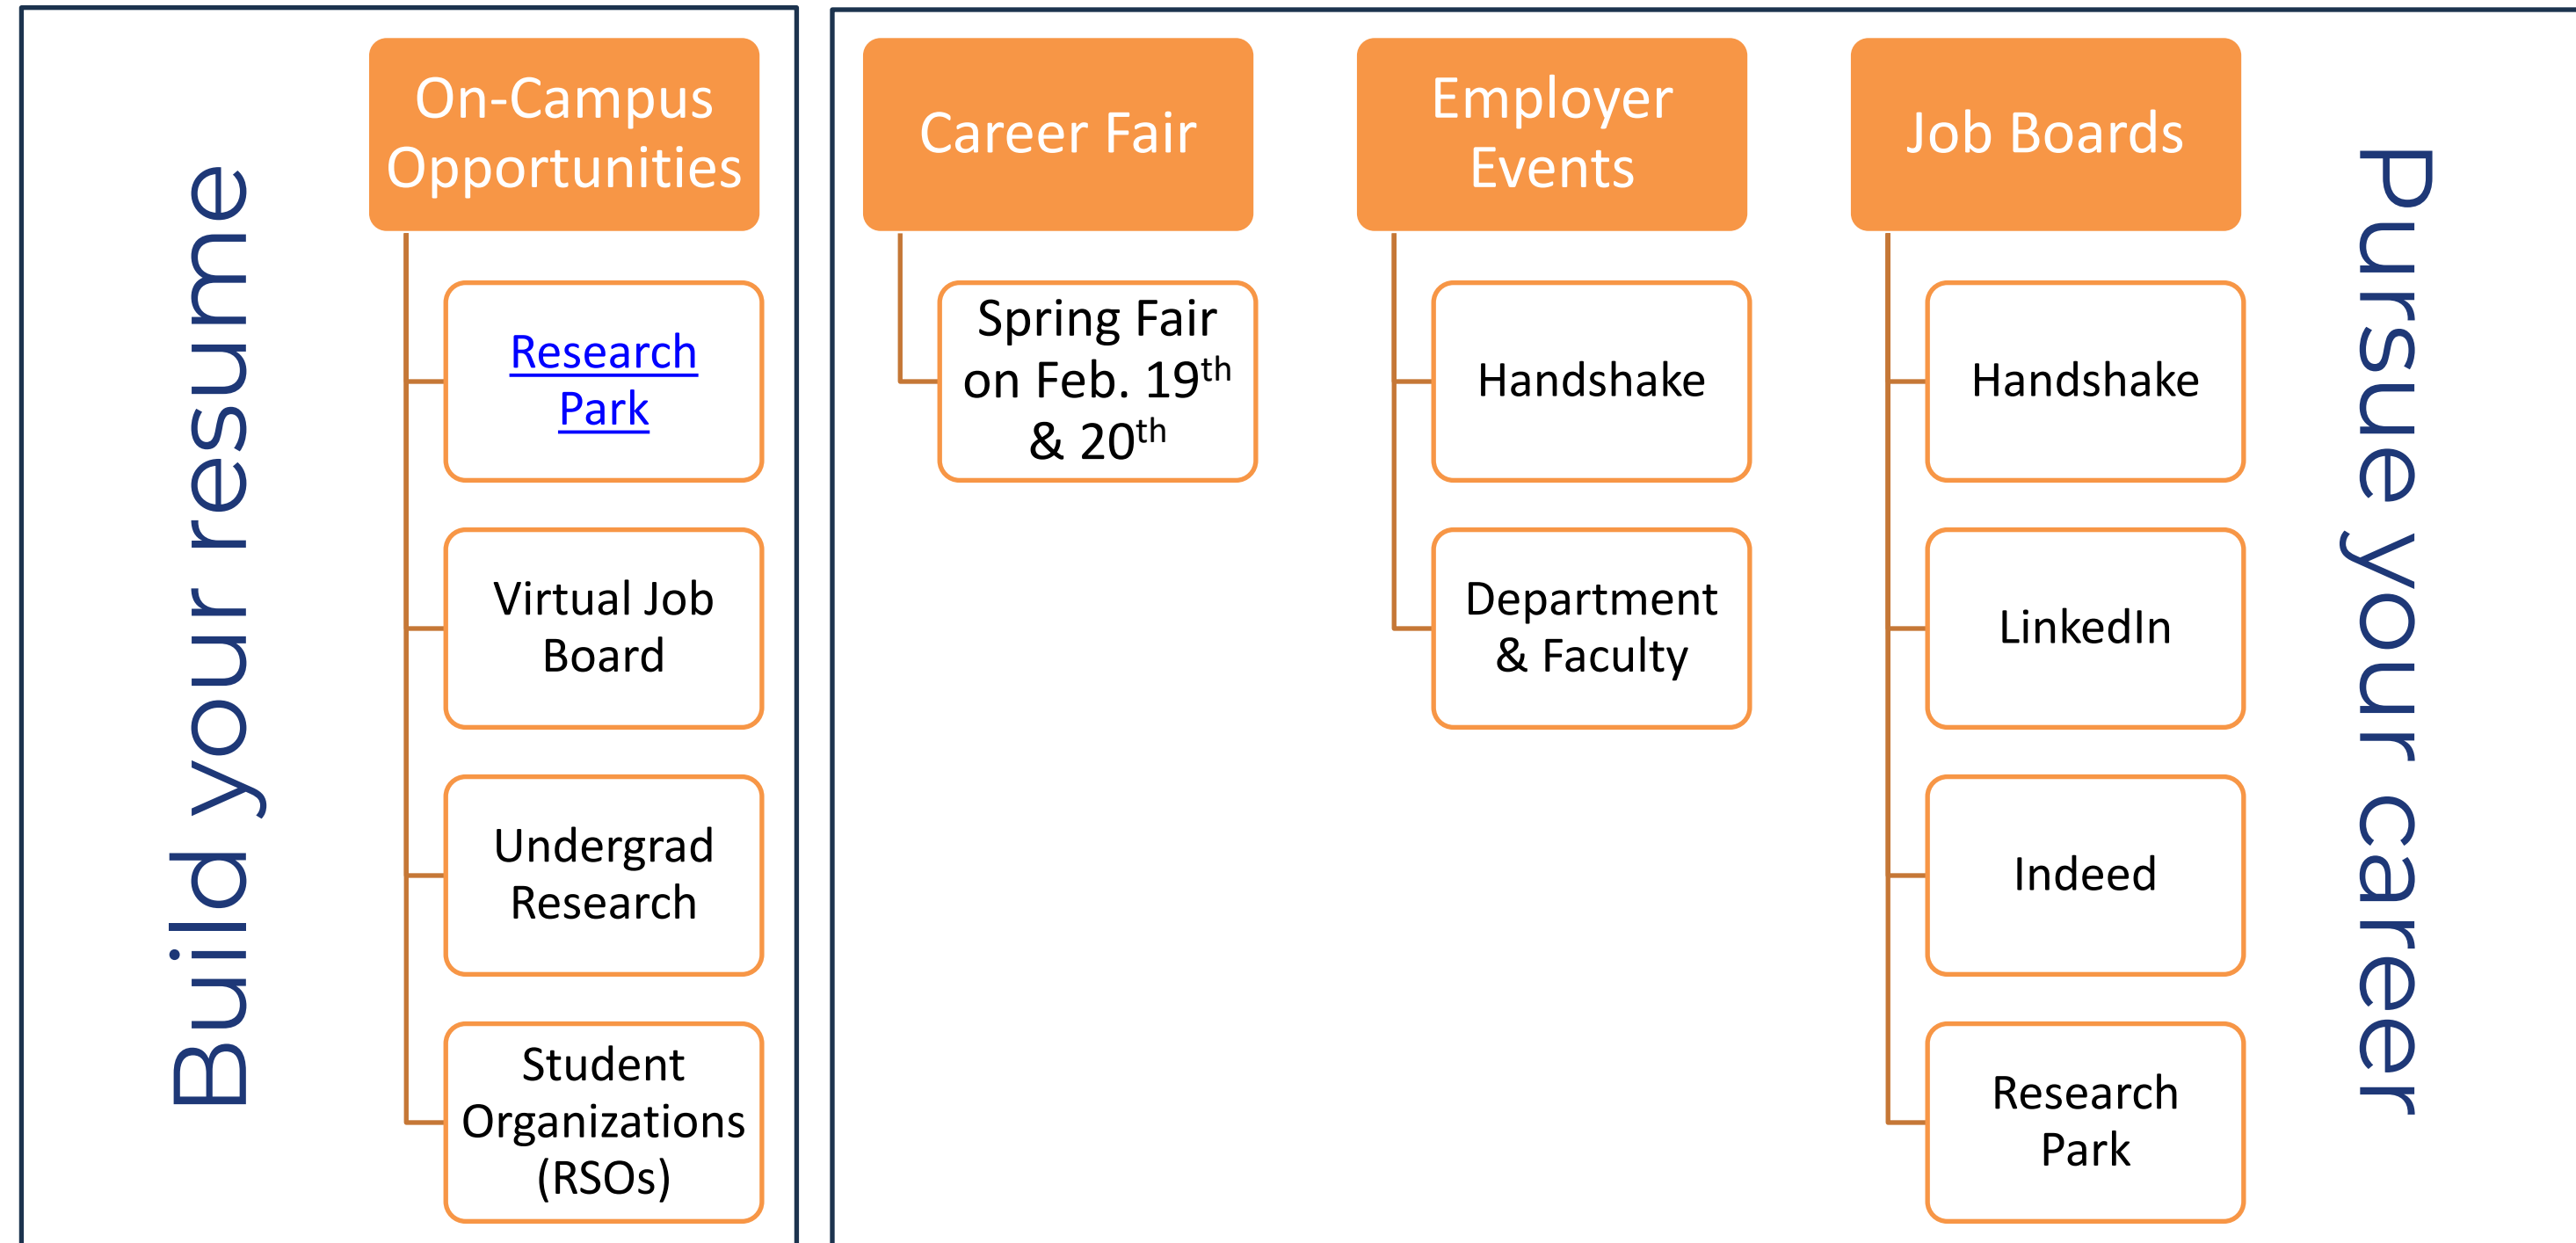 Build your resume
On-Campus
Opportunities
Research
Park
Virtual Job
Board
Undergrad
Research
Student
Organizations
(RSOs)
Career Fair
Spring Fair
on Feb. 19th
& 20th
Employer
Events
Handshake
Department
& Faculty
Job Boards
Handshake
LinkedIn
Indeed
Research
Park
Pursue your career